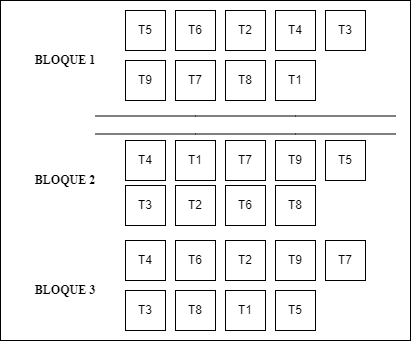 T5 T6 T2 T4 T3
BLOQUE 1
T9 T7 T8 T1
T4 T1 T7 T9 T5
BLOQUE 2
T3 T2 T6 T8
T4 T6 T2 T9 T7
BLOQUE 3
T3 T8 T1 T5